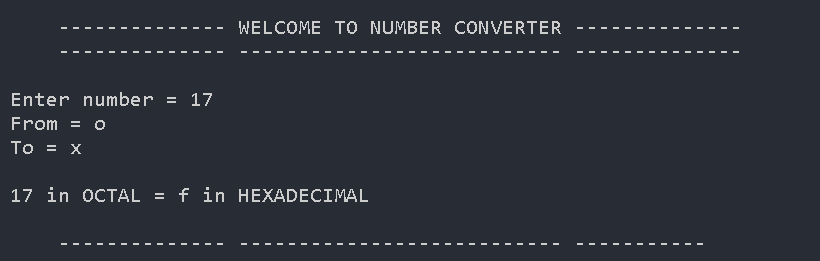 -------------- WELCOME TO NUMBER CONVERTER --------------
-------------- --------------------------- --------------
Enter number = 17
From = o
To = x
17 in OCTAL = f in HEXADECIMAL
-------------- --------------------------- -----------